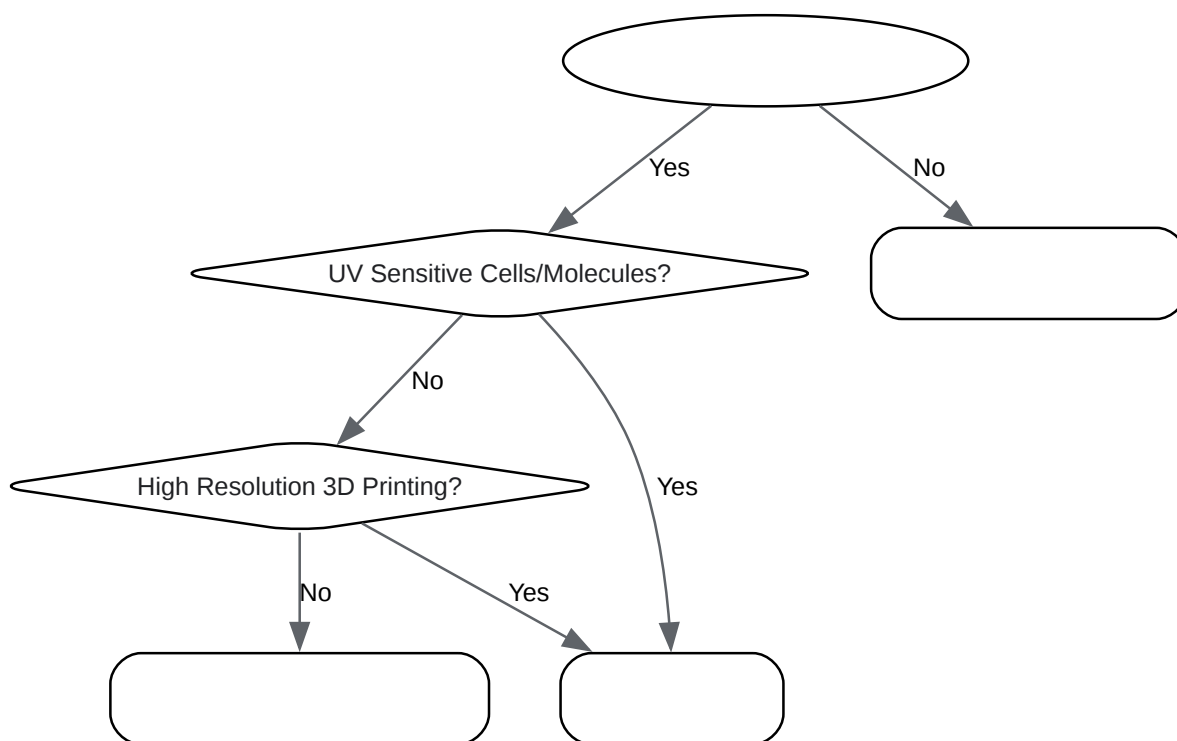 Yes
No
UV Sensitive Cells/Molecules?
No
High Resolution 3D Printing?
Yes
No
Yes